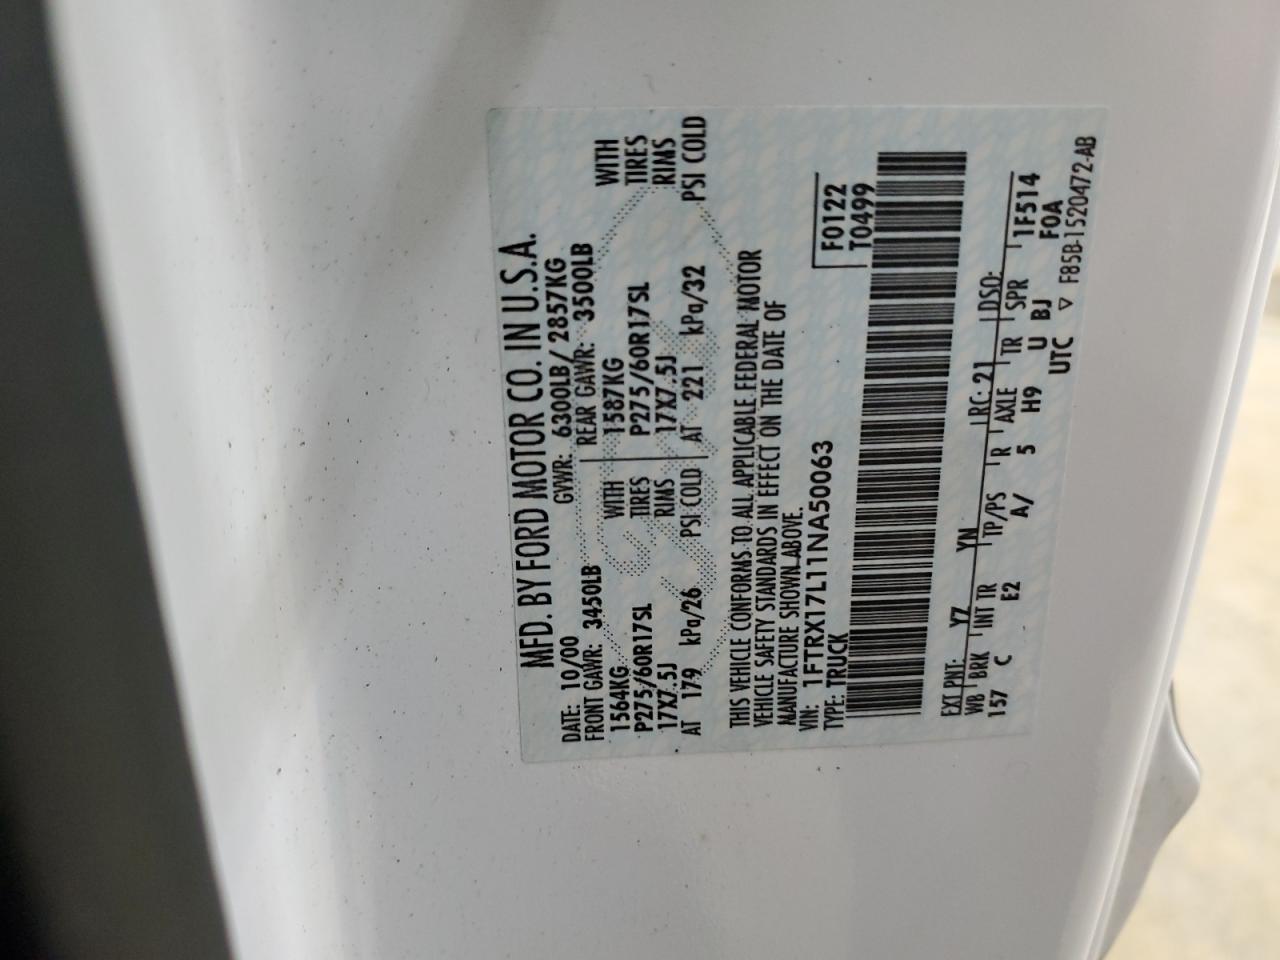 MFD. BY FORD MOTOR CO. IN U.S.A.
DATE: 10/00 GVWR: 6300LB/ 2857KG
FRONT GAWR: 3450LB REAR GAWR: 3500LB
1564KG WITH 1587KG WITH
P275/60R17SL TIRES P275/60R17SL TIRES
17X7.5J RIMS 17X7.5J RIMS
AT 179 kPa/26 PSI COLD AT 221 kPa/32 PSI COLD
THIS VEHICLE CONFORMS TO ALL APPLICABLE FEDERAL MOTOR
VEHICLE SAFETY STANDARDS IN EFFECT ON THE DATE OF
MANUFACTURE SHOWN ABOVE.
VIN: 1FTRX17L11NA50063 F0122
TYPE: TRUCK T0499
EXT PNT: YZ YN RC: 21 DSO:
WB BRK INT TR TP/PS R AXLE TR SPR 1F514
157 C E2 A/ 5 H9 U BJ F0A
UTC ▽ F85B-1520472-AB